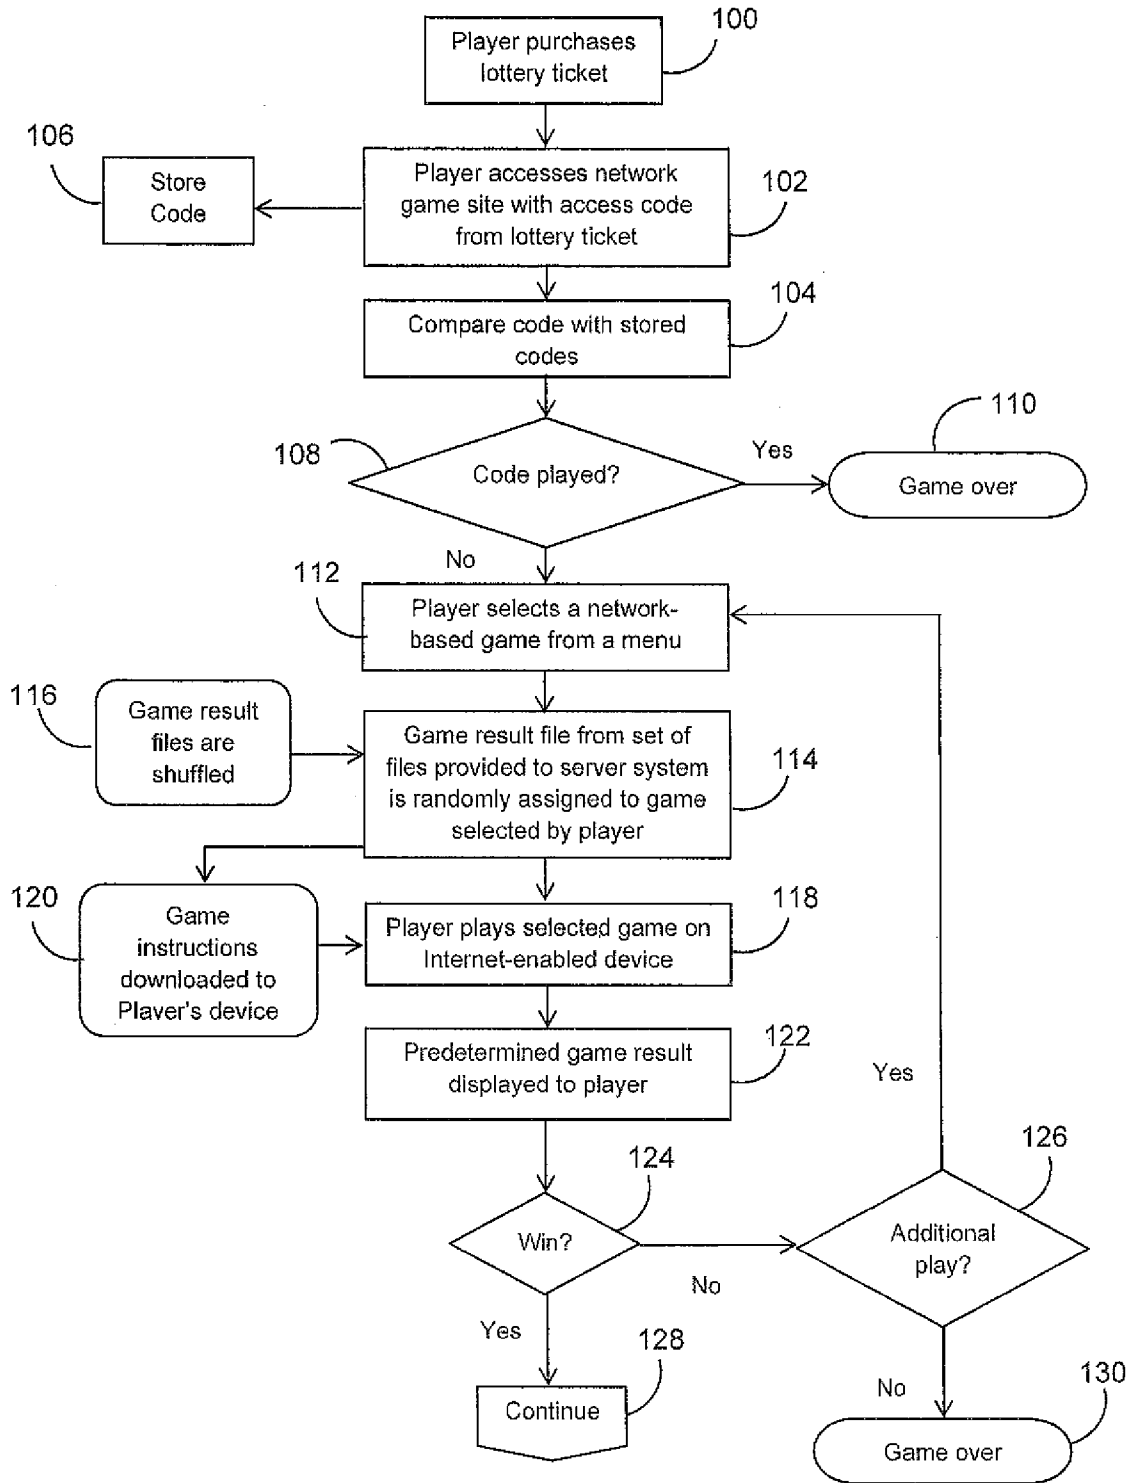 100
Player purchases
lottery ticket
106
Store
Code
Player accesses network
game site with access code
from lottery ticket
102
104
Compare code with stored
codes
108
Code played?
Yes
110
Game over
No
112
Player selects a network-
based game from a menu
116
Game result
files are
shuffled
Game result file from set of
files provided to server system
is randomly assigned to game
selected by player
114
120
Game
instructions
downloaded to
Plaver's device
Player plays selected game on
Internet-enabled device
118
Predetermined game result
displayed to player
122
Yes
124
Win?
No
126
Additional
play?
Yes
128
Continue
No
130
Game over